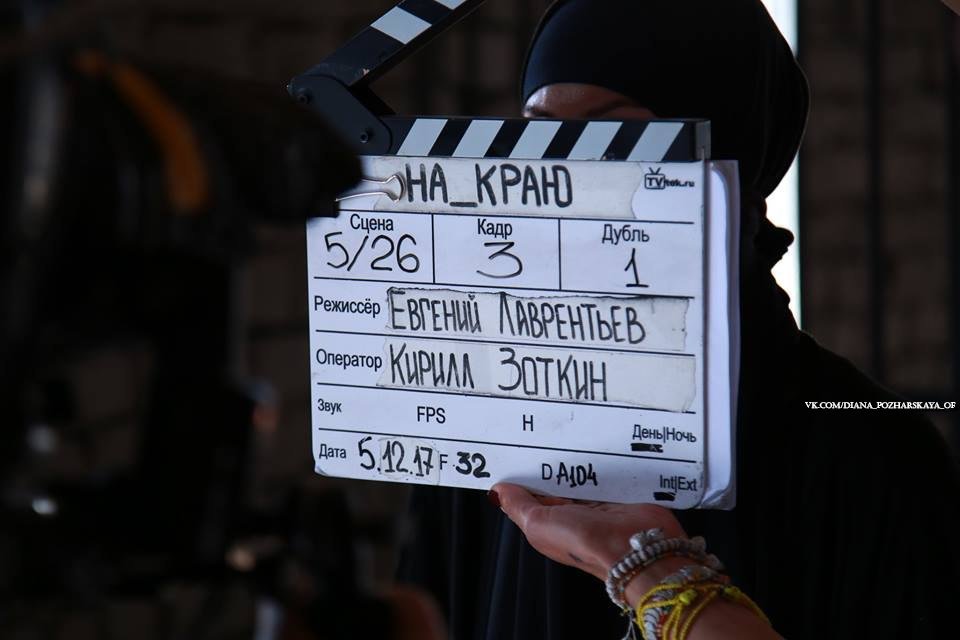 НА_КРАЮ
TVtok.ru
Сцена Кадр Дубль
5/26 3 1
Режиссёр ЕВГЕНИЙ ЛАВРЕНТЬЕВ
Оператор КИРИЛЛ ЗОТКИН
Звук FPS H День|Ночь
Дата 5.12.17 F 32 D A104 Int|Ext
VK.COM/DIANA_POZHARSKAYA_OF